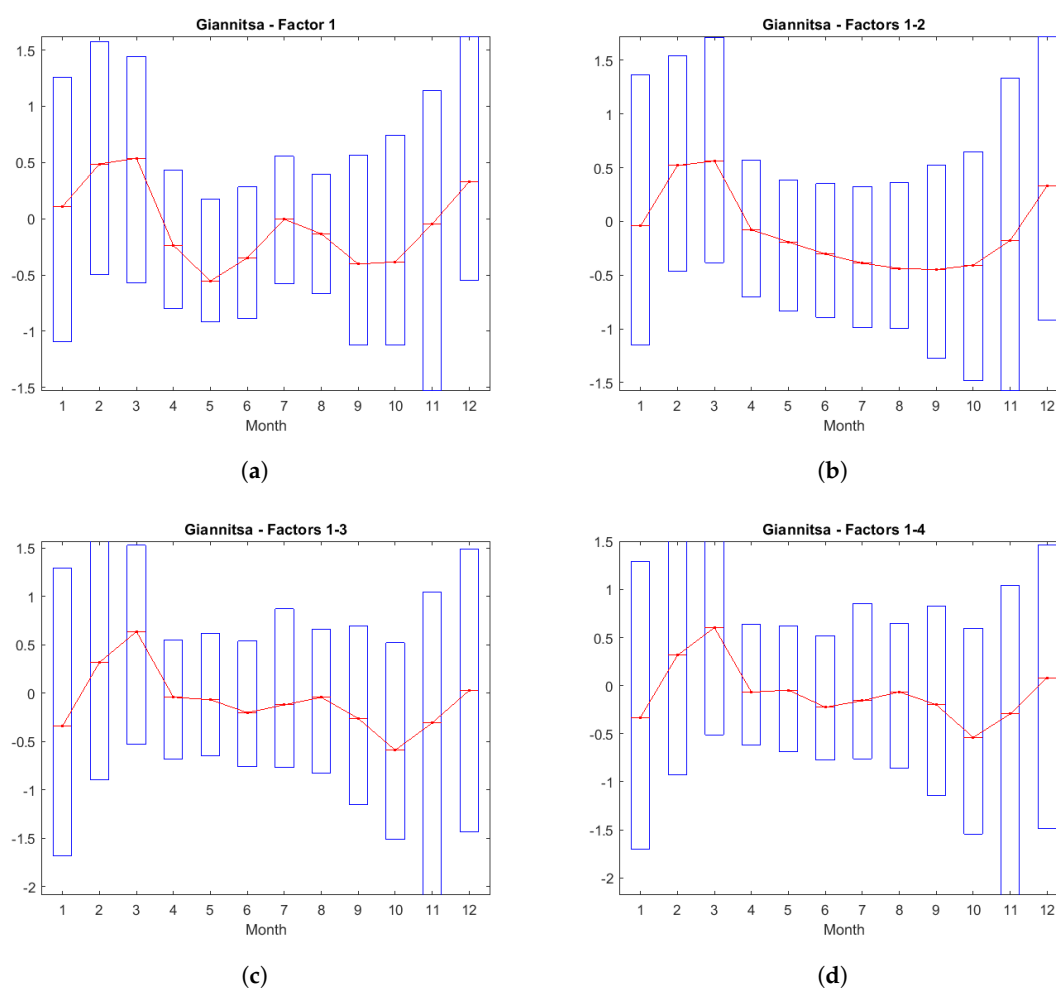 Giannitsa - Factor 1
1.5
1
0.5
0
-0.5
-1
-1.5
1 2 3 4 5 6 7 8 9 10 11 12
Month
(a)
Giannitsa - Factors 1-2
1.5
1
0.5
0
-0.5
-1
-1.5
1 2 3 4 5 6 7 8 9 10 11 12
Month
(b)
Giannitsa - Factors 1-3
1.5
1
0.5
0
-0.5
-1
-1.5
-2
1 2 3 4 5 6 7 8 9 10 11 12
Month
(c)
Giannitsa - Factors 1-4
1.5
1
0.5
0
-0.5
-1
-1.5
-2
1 2 3 4 5 6 7 8 9 10 11 12
Month
(d)